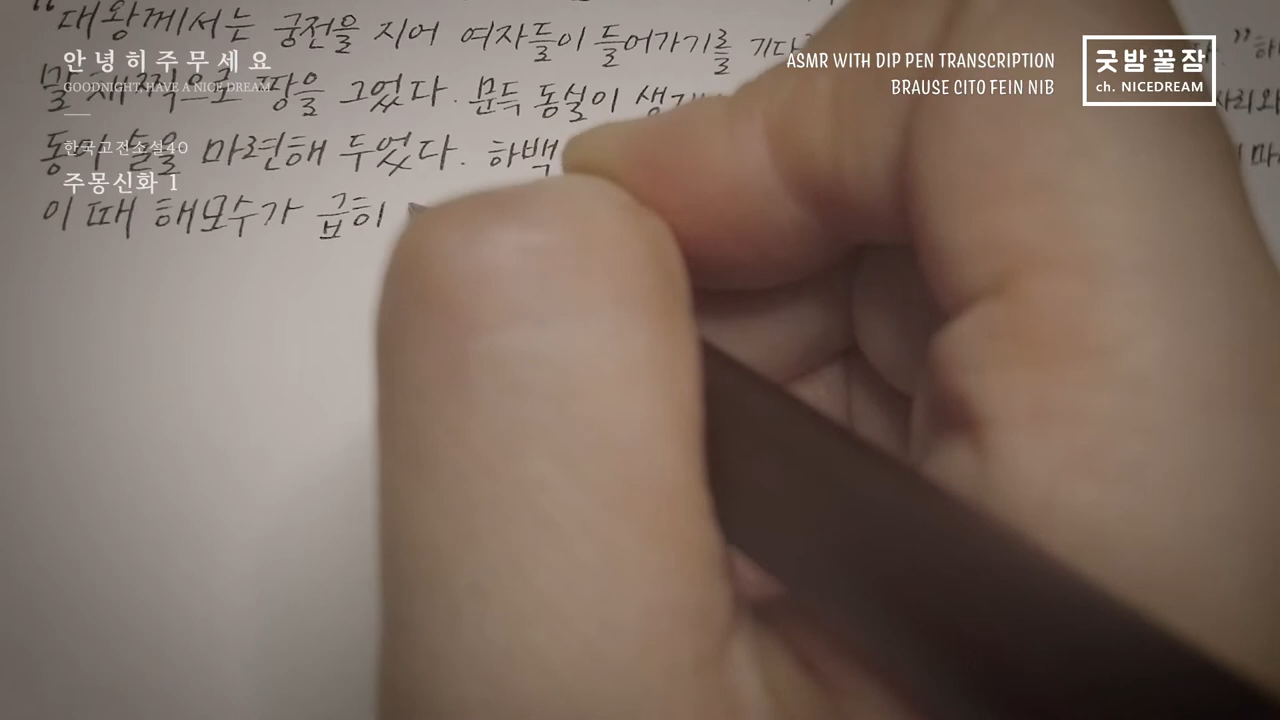 "대왕께서는 궁전을 지어 여자들이 들어가기를
말 채찍으로 땅을 그었다. 문득 동실이
동이 술을 마련해 두었다. 하백
이 때 해모수가 급히
안녕히주무세요
GOODNIGHT, HAVE A NICE DREAM
한국고전소설40
주몽신화 1
ASMR WITH DIP PEN TRANSCRIPTION
BRAUSE CITO FEIN NIB
굿밤꿀잠
ch. NICEDREAM